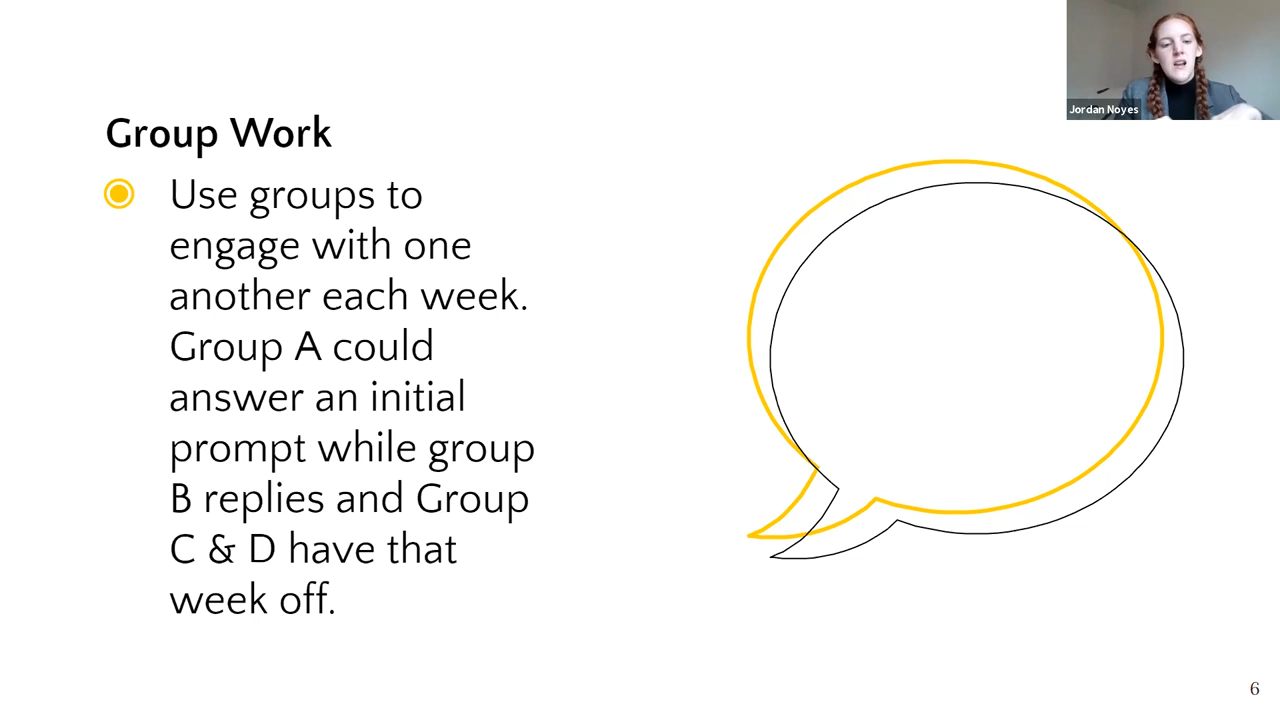 Jordan Noyes
Group Work
Use groups to
engage with one
another each week.
Group A could
answer an initial
prompt while group
B replies and Group
C & D have that
week off.
6